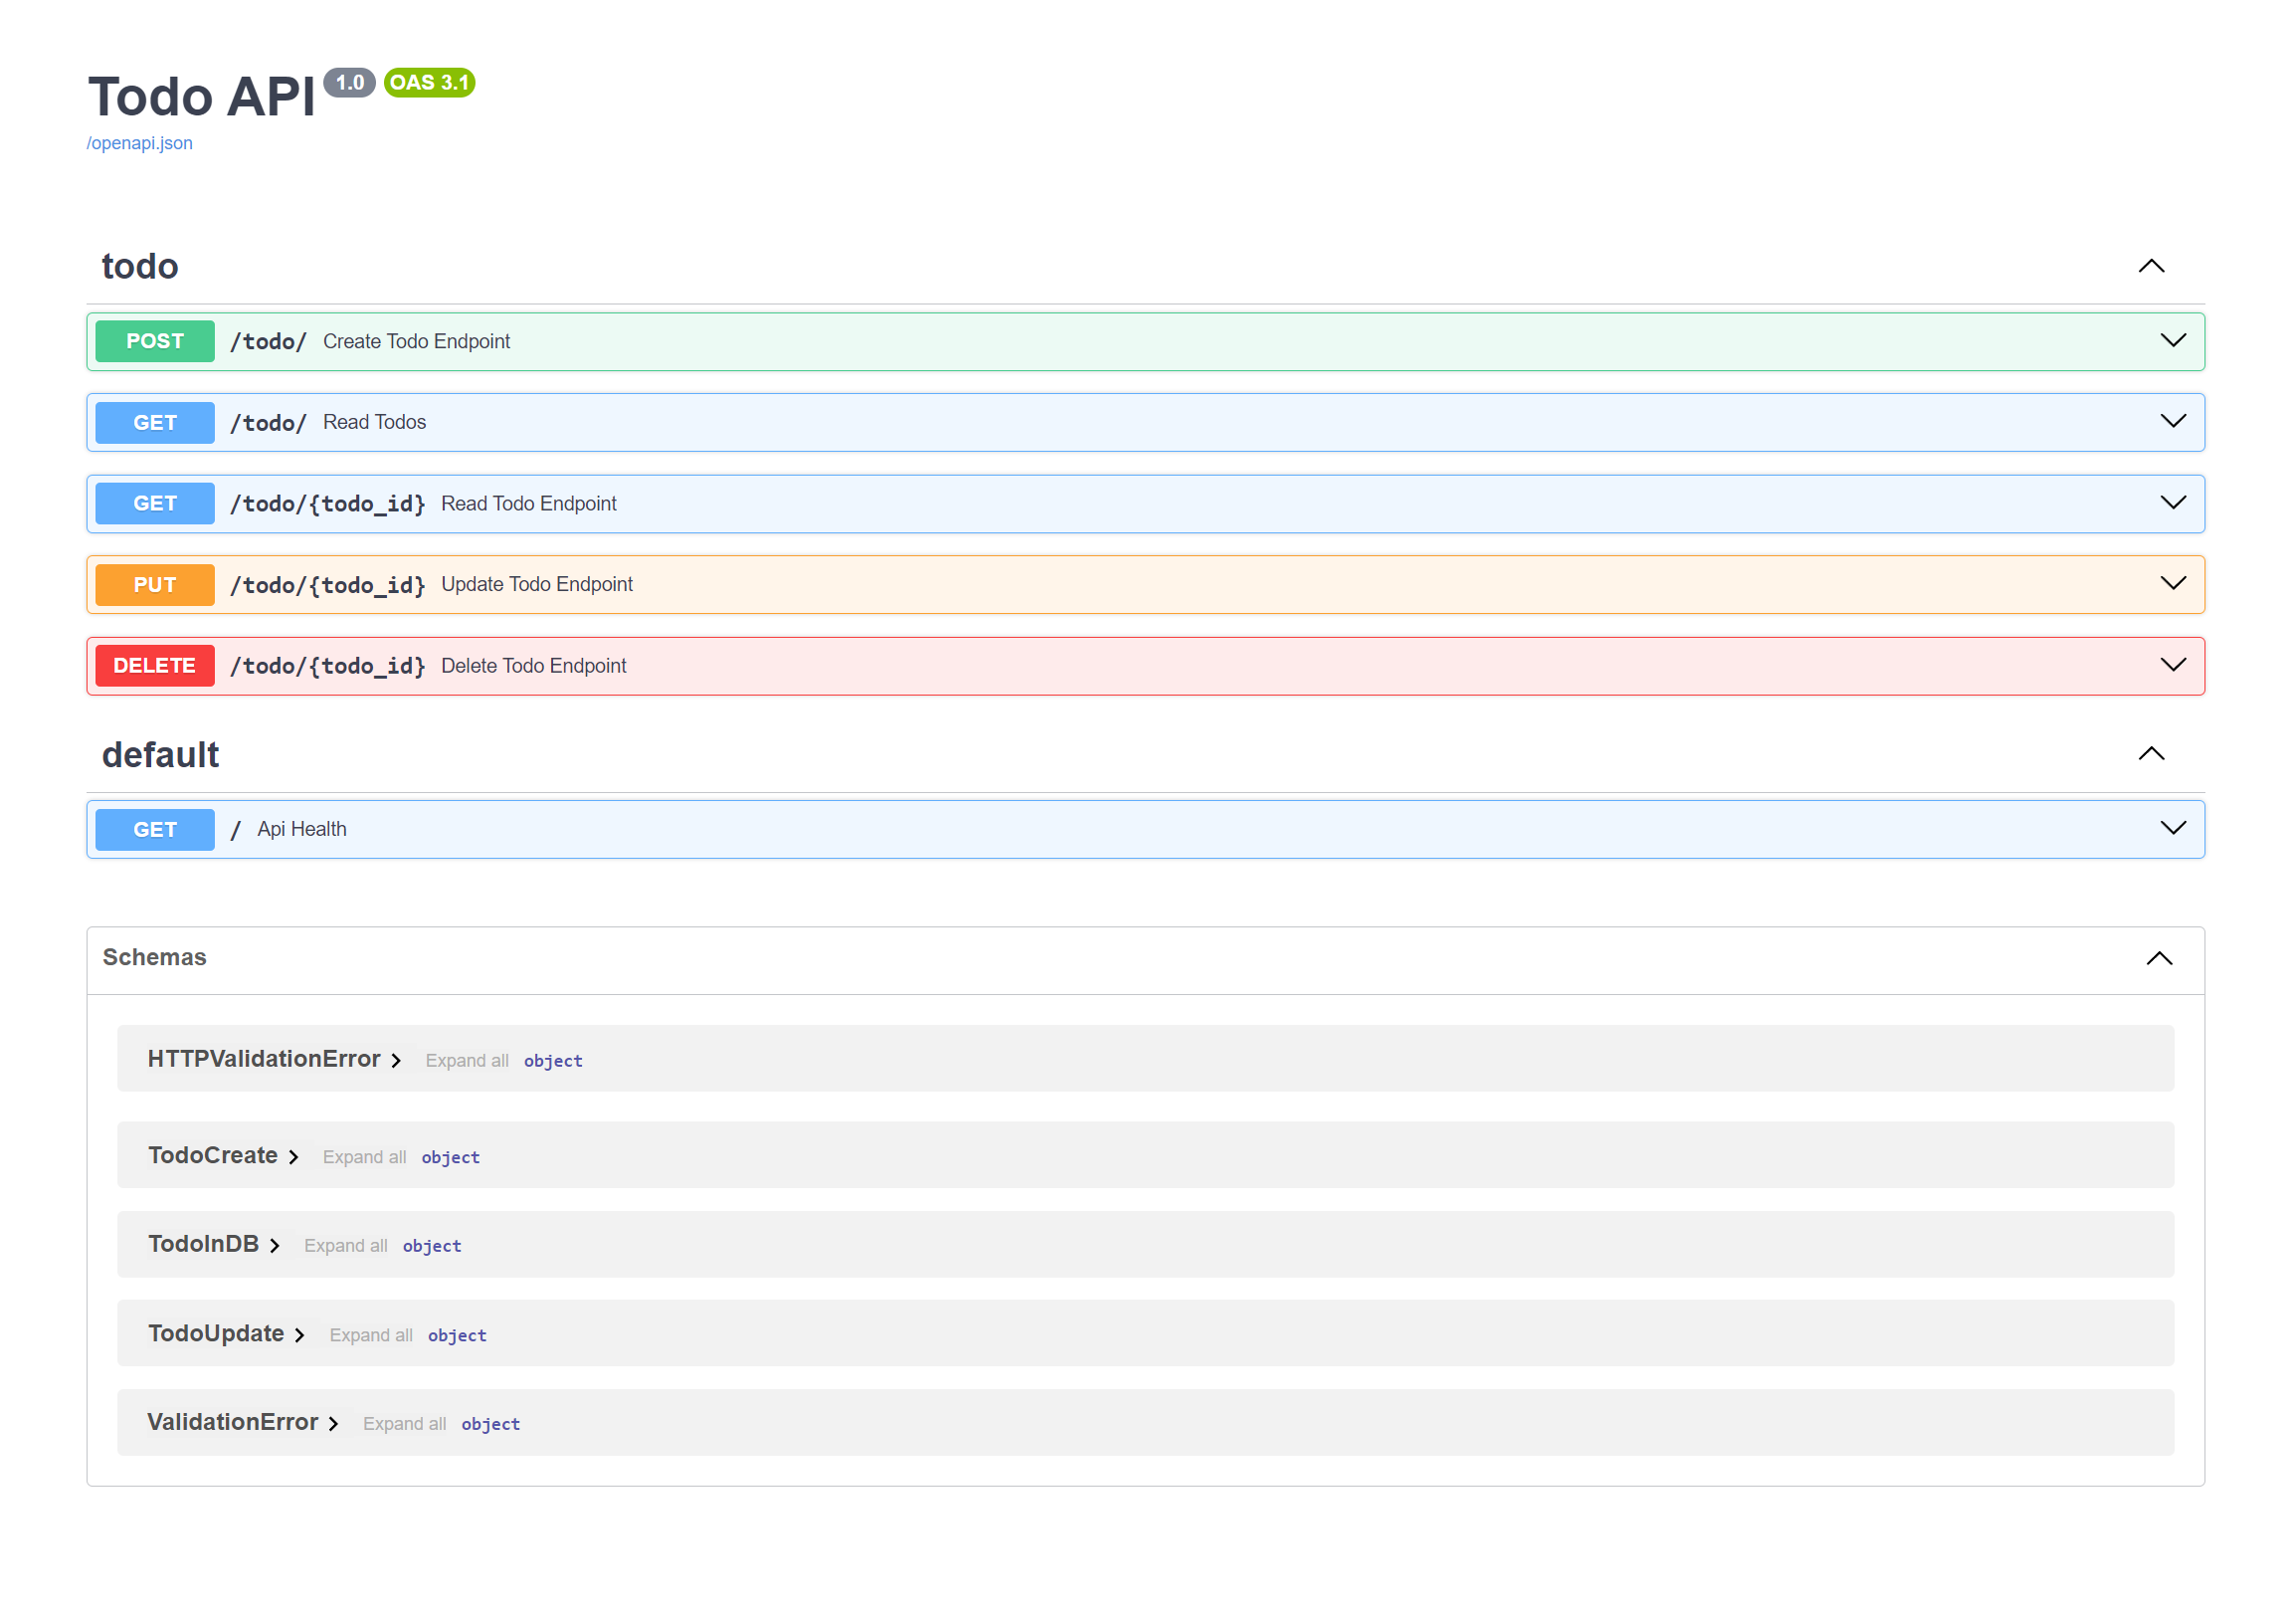 Todo API 1.0 OAS 3.1
/openapi.json
todo
POST /todo/ Create Todo Endpoint
GET /todo/ Read Todos
GET /todo/{todo_id} Read Todo Endpoint
PUT /todo/{todo_id} Update Todo Endpoint
DELETE /todo/{todo_id} Delete Todo Endpoint
default
GET / Api Health
Schemas
HTTPValidationError Expand all object
TodoCreate Expand all object
TodoInDB Expand all object
TodoUpdate Expand all object
ValidationError Expand all object